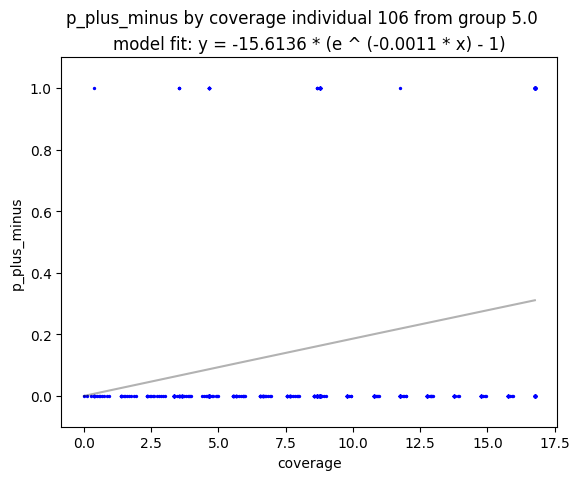 p_plus_minus by coverage individual 106 from group 5.0
model fit: y = -15.6136 * (e ^ (-0.0011 * x) - 1)
1.0
0.8
0.6
0.4
0.2
0.0
p_plus_minus
0.0 2.5 5.0 7.5 10.0 12.5 15.0 17.5
coverage